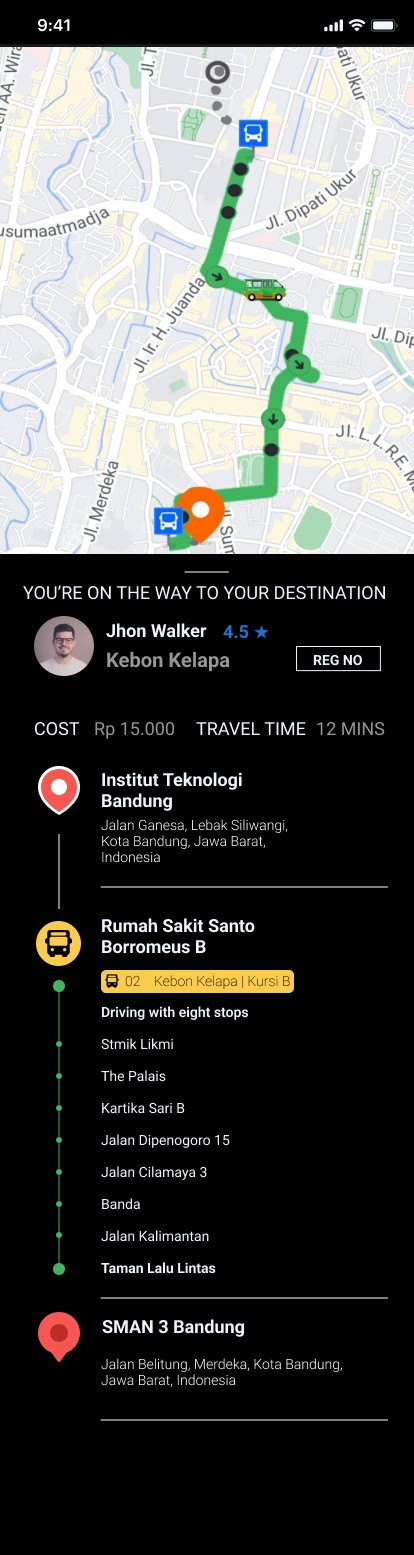 9:41
Jl. T
en AA. Wira
pati Ukur
Jl. Dipati Ukur
usumaatmadja
Jl. Ir. H. Juanda
Jl. Dip
Jl. L.L.RE. M
Jl. Merdeka
Jl. Sum
YOU’RE ON THE WAY TO YOUR DESTINATION
Jhon Walker 4.5 ★
Kebon Kelapa
REG NO
COST Rp 15.000 TRAVEL TIME 12 MINS
Institut Teknologi
Bandung
Jalan Ganesa, Lebak Siliwangi,
Kota Bandung, Jawa Barat,
Indonesia
Rumah Sakit Santo
Borromeus B
02 Kebon Kelapa | Kursi B
Driving with eight stops
Stmik Likmi
The Palais
Kartika Sari B
Jalan Dipenogoro 15
Jalan Cilamaya 3
Banda
Jalan Kalimantan
Taman Lalu Lintas
SMAN 3 Bandung
Jalan Belitung, Merdeka, Kota Bandung,
Jawa Barat, Indonesia